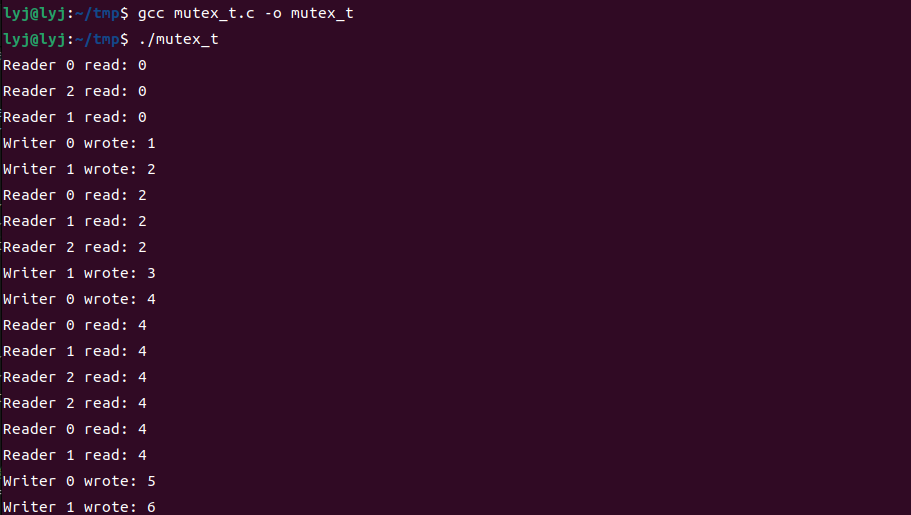 lyj@lyj:~/tmp$ gcc mutex_t.c -o mutex_t
lyj@lyj:~/tmp$ ./mutex_t
Reader 0 read: 0
Reader 2 read: 0
Reader 1 read: 0
Writer 0 wrote: 1
Writer 1 wrote: 2
Reader 0 read: 2
Reader 1 read: 2
Reader 2 read: 2
Writer 1 wrote: 3
Writer 0 wrote: 4
Reader 0 read: 4
Reader 1 read: 4
Reader 2 read: 4
Reader 2 read: 4
Reader 0 read: 4
Reader 1 read: 4
Writer 0 wrote: 5
Writer 1 wrote: 6